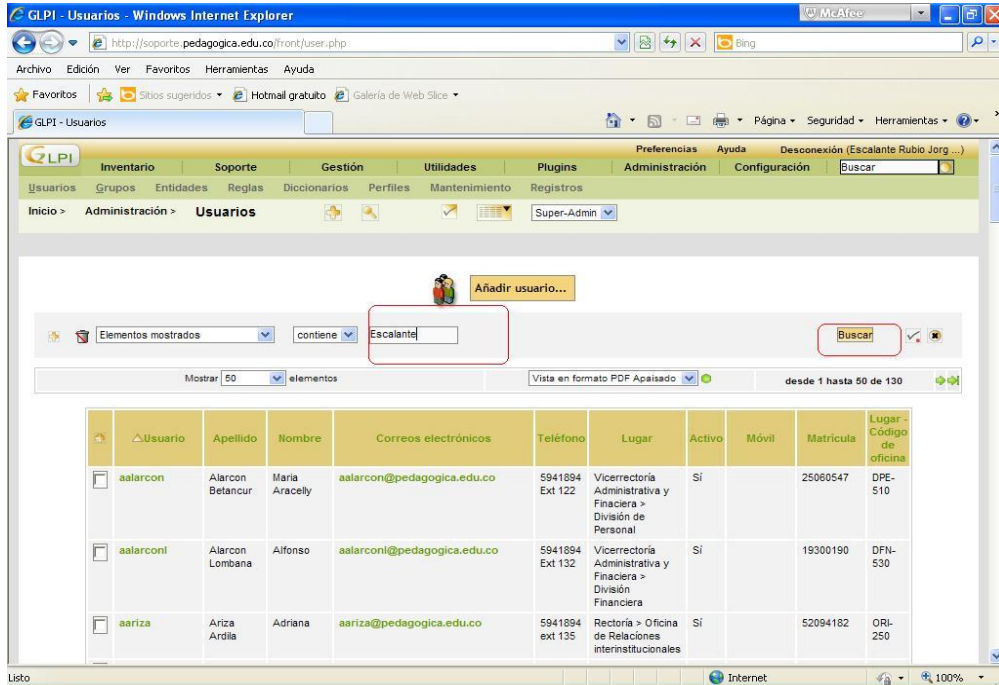 GLPI - Usuarios - Windows Internet Explorer
McAfee
http://soporte.pedagogica.edu.co/front/user.php
Bing
Archivo Edición Ver Favoritos Herramientas Ayuda
Favoritos Sitios sugeridos Hotmail gratuito Galería de Web Slice
GLPI - Usuarios
Página Seguridad Herramientas
GLPI
Preferencias Ayuda Desconexión (Escalante Rubio Jorg ...)
Inventario Soporte Gestión Utilidades Plugins Administración Configuración Buscar
Usuarios Grupos Entidades Reglas Diccionarios Perfiles Mantenimiento Registros
Inicio > Administración > Usuarios Super-Admin
Añadir usuario...
Elementos mostrados contiene Escalante Buscar
Mostrar 50 elementos Vista en formato PDF Apaisado desde 1 hasta 50 de 130
Usuario Apellido Nombre Correos electrónicos Teléfono Lugar Activo Móvil Matrícula Lugar - Código de oficina
aalarcon Alarcon Maria aalarcon@pedagogica.edu.co 5941894 Vicerrectoría Sí 25060547 DPE-
Betancur Aracelly Ext 122 Administrativa y 510
Finaciera >
División de
Personal
aalarconl Alarcon Alfonso aalarconl@pedagogica.edu.co 5941894 Vicerrectoría Sí 19300190 DFN-
Lombana Ext 132 Administrativa y 530
Finaciera >
División
Financiera
aariza Ariza Adriana aariza@pedagogica.edu.co 5941894 Rectoría > Oficina Sí 52094182 ORI-
Ardila ext 135 de Relaciones 250
interinstitucionales
Listo Internet 100%